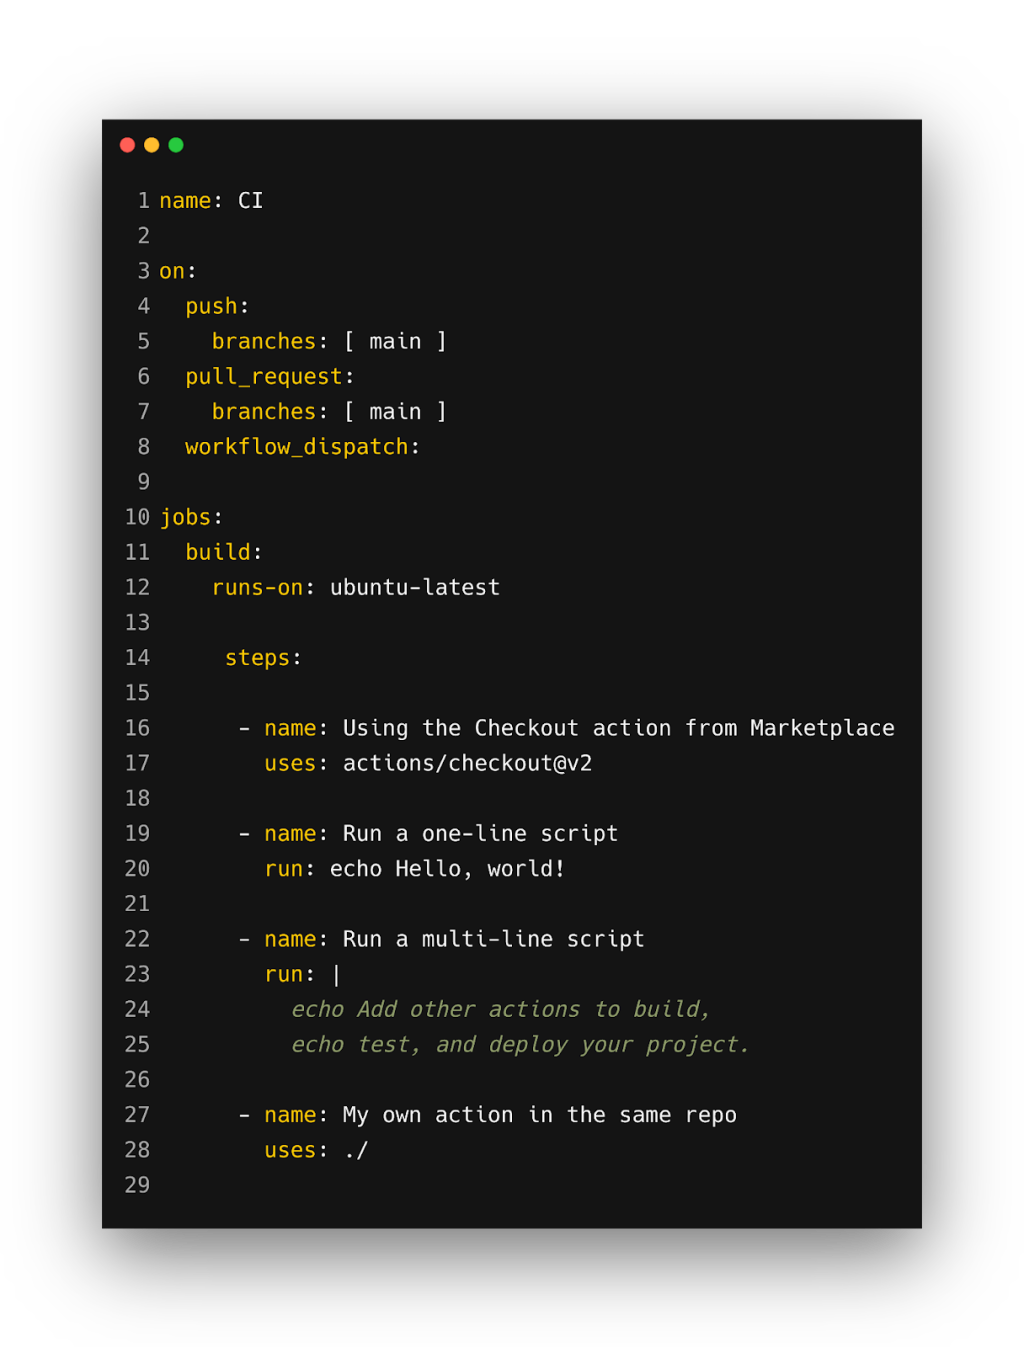 1 name: CI
2
3 on:
4   push:
5     branches: [ main ]
6   pull_request:
7     branches: [ main ]
8   workflow_dispatch:
9
10 jobs:
11   build:
12     runs-on: ubuntu-latest
13
14      steps:
15
16       - name: Using the Checkout action from Marketplace
17         uses: actions/checkout@v2
18
19       - name: Run a one-line script
20         run: echo Hello, world!
21
22       - name: Run a multi-line script
23         run: |
24           echo Add other actions to build,
25           echo test, and deploy your project.
26
27       - name: My own action in the same repo
28         uses: ./
29